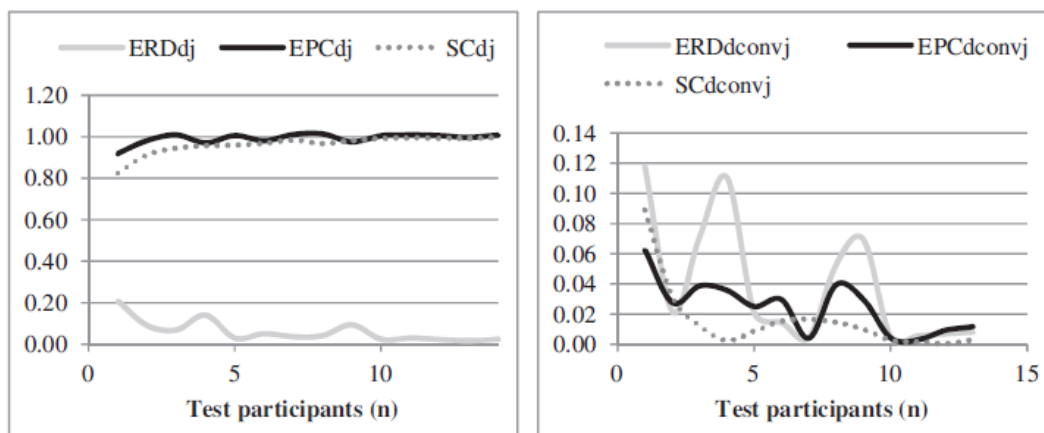 ERDdj EPCdj SCdj
1.20
1.00
0.80
0.60
0.40
0.20
0.00
0 5 10
Test participants (n)
ERDdconvj EPCdconvj
SCdconvj
0.14
0.12
0.10
0.08
0.06
0.04
0.02
0.00
0 5 10 15
Test participants (n)